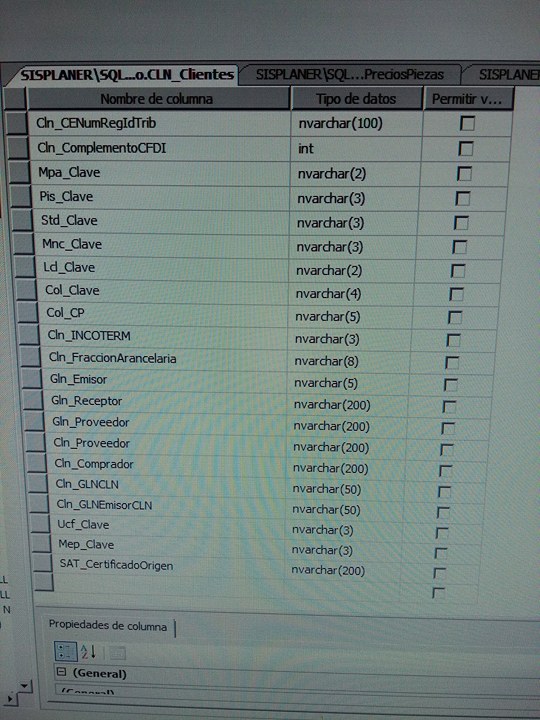 SISPLANER\SQL...o.CLN_Clientes SISPLANER\SQL...PreciosPiezas SISPLANE
Nombre de columna Tipo de datos Permitir v...
Cln_CENumRegIdTrib nvarchar(100)
Cln_ComplementoCFDI int
Mpa_Clave nvarchar(2)
Pis_Clave nvarchar(3)
Std_Clave nvarchar(3)
Mnc_Clave nvarchar(3)
Lcl_Clave nvarchar(2)
Col_Clave nvarchar(4)
Col_CP nvarchar(5)
Cln_INCOTERM nvarchar(3)
Cln_FraccionArancelaria nvarchar(8)
Gln_Emisor nvarchar(5)
Gln_Receptor nvarchar(200)
Gln_Proveedor nvarchar(200)
Cln_Proveedor nvarchar(200)
Cln_Comprador nvarchar(200)
Cln_GLNCLN nvarchar(50)
Cln_GLNEmisorCLN nvarchar(50)
Ucf_Clave nvarchar(3)
Mep_Clave nvarchar(3)
SAT_CertificadoOrigen nvarchar(200)
LL
LL
N
Propiedades de columna
(General)